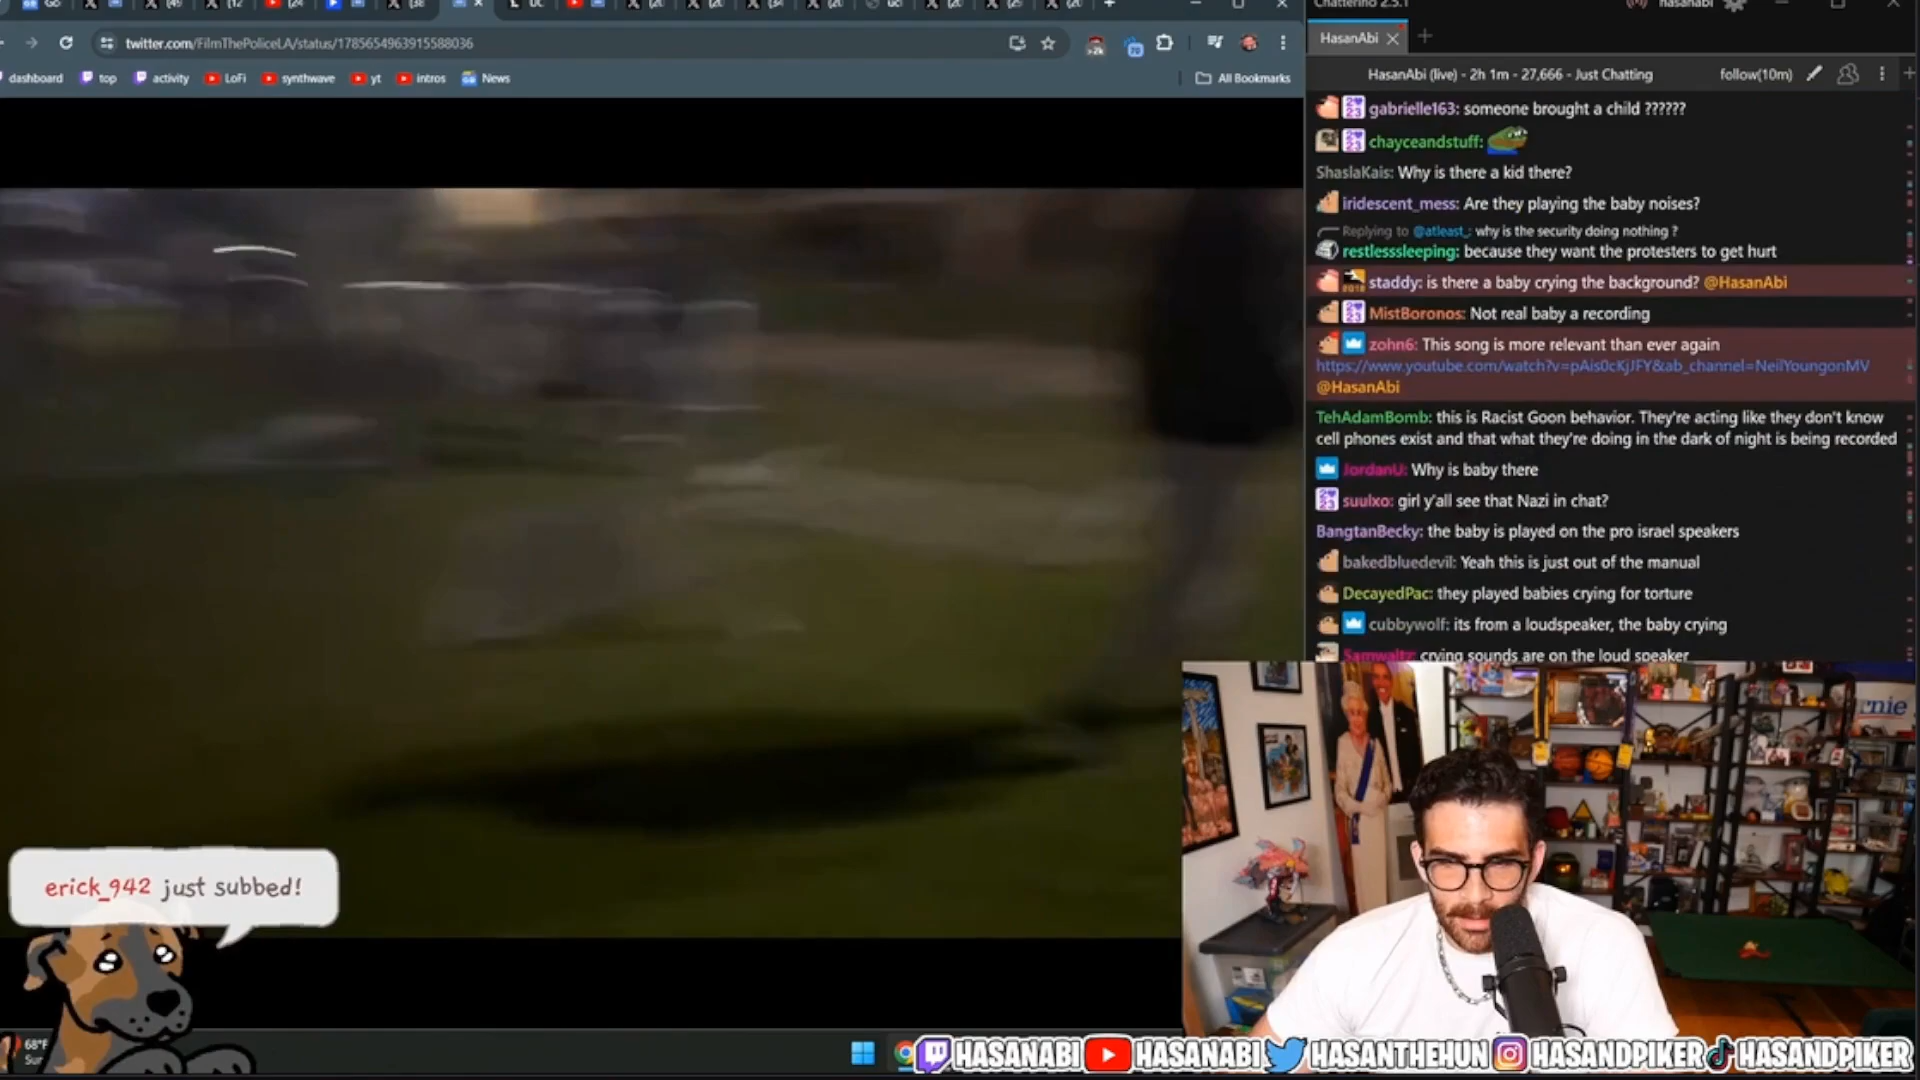 Chatterino 2.5.1
hasanabi
twitter.com/FilmThePoliceLA/status/1785654963915588036
HasanAbi
dashboard
top
activity
LoFi
synthwave
yt
intros
News
All Bookmarks
HasanAbi (live) - 2h 1m - 27,666 - Just Chatting
follow(10m)
gabrielle163: someone brought a child ??????
chayceandstuff:
ShaslaKais: Why is there a kid there?
iridescent_mess: Are they playing the baby noises?
Replying to @atleast_: why is the security doing nothing ?
restlesssleeping: because they want the protesters to get hurt
staddy: is there a baby crying the background? @HasanAbi
MistBoronos: Not real baby a recording
zohn6: This song is more relevant than ever again
https://www.youtube.com/watch?v=pAis0cKjJFY&ab_channel=NeilYoungonMV
@HasanAbi
TehAdamBomb: this is Racist Goon behavior. They're acting like they don't know
cell phones exist and that what they're doing in the dark of night is being recorded
JordanU: Why is baby there
suulxo: girl y'all see that Nazi in chat?
BangtanBecky: the baby is played on the pro israel speakers
bakedbluedevil: Yeah this is just out of the manual
DecayedPac: they played babies crying for torture
cubbywolf: its from a loudspeaker, the baby crying
Samwaltz: crying sounds are on the loud speaker
rnie
erick_942 just subbed!
68°F
HASANABI
HASANABI
HASANTHEHUN
HASANDPIKER
HASANDPIKER